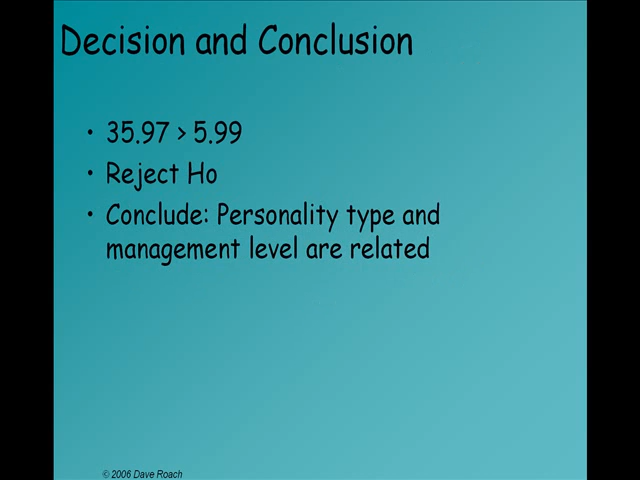 Decision and Conclusion
• 35.97 > 5.99
• Reject Ho
• Conclude: Personality type and
management level are related
© 2006 Dave Roach